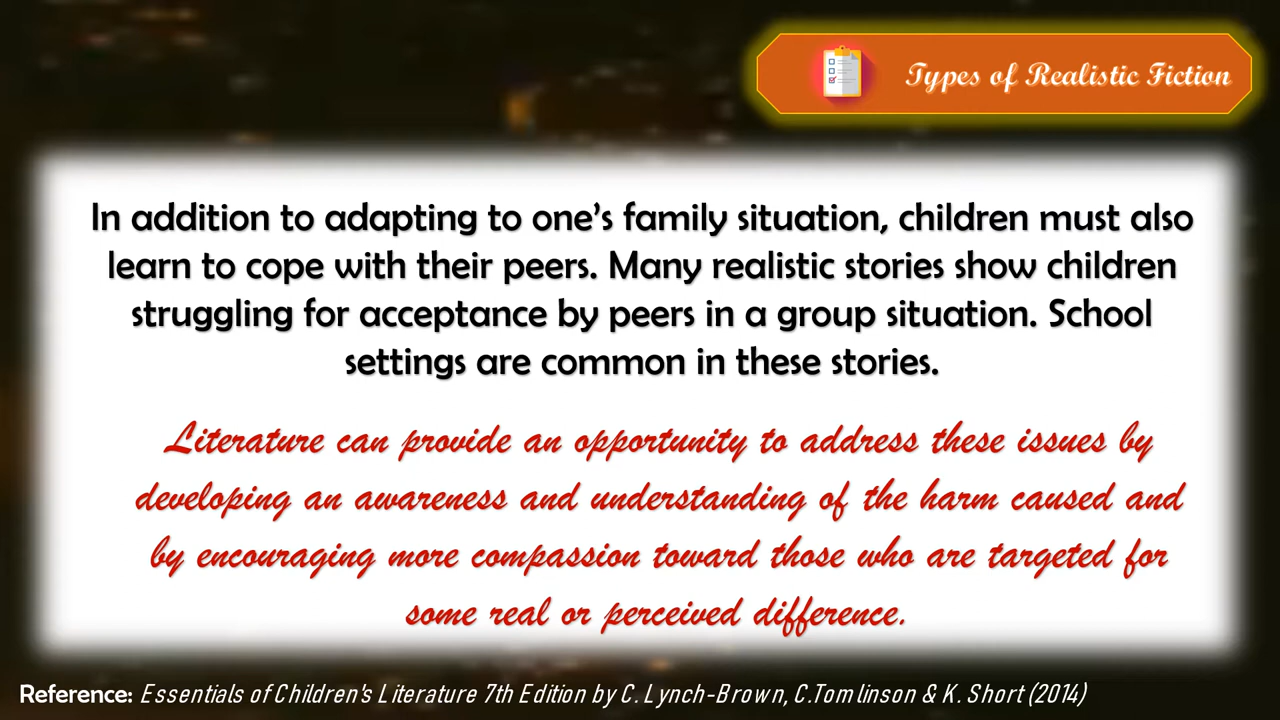 Types of Realistic Fiction
In addition to adapting to one’s family situation, children must also
learn to cope with their peers. Many realistic stories show children
struggling for acceptance by peers in a group situation. School
settings are common in these stories.
Literature can provide an opportunity to address these issues by
developing an awareness and understanding of the harm caused and
by encouraging more compassion toward those who are targeted for
some real or perceived difference.
Reference: Essentials of Children's Literature 7th Edition by C. Lynch-Brown, C.Tomlinson & K. Short (2014)